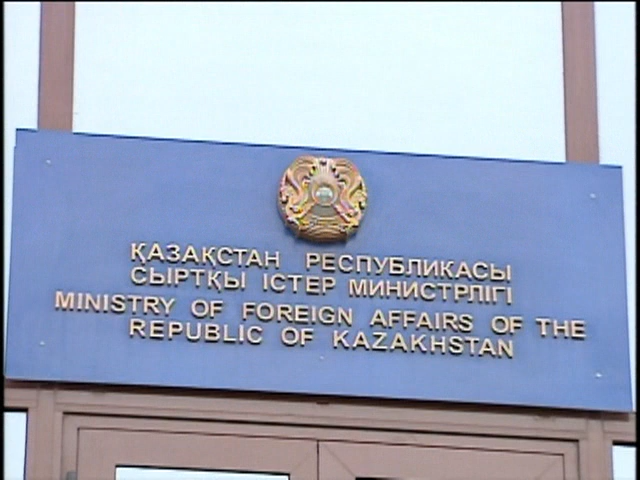 ҚАЗАҚСТАН РЕСПУБЛИКАСЫ
СЫРТҚЫ ІСТЕР МИНИСТРЛІГІ
MINISTRY OF FOREIGN AFFAIRS OF THE
REPUBLIC OF KAZAKHSTAN